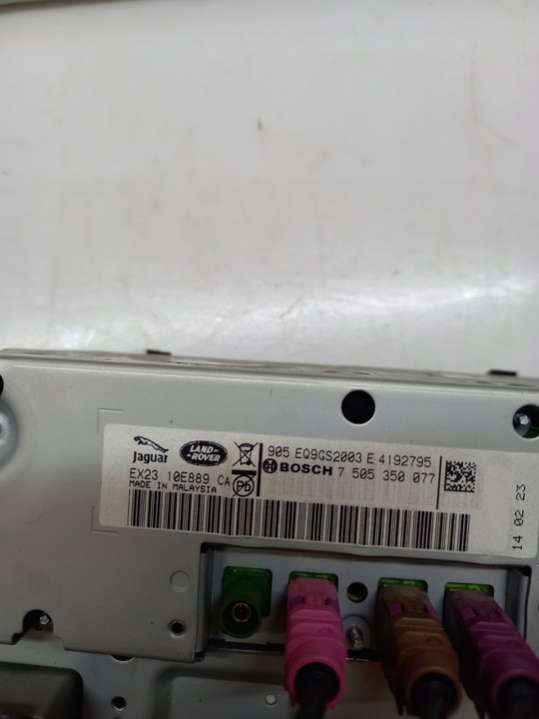 Jaguar
LAND-
ROVER
905 EQ9GS2003 E 4192795
BOSCH 7 505 350 077
EX23 10E889 CA
MADE IN MALAYSIA
Pb
14 02 23